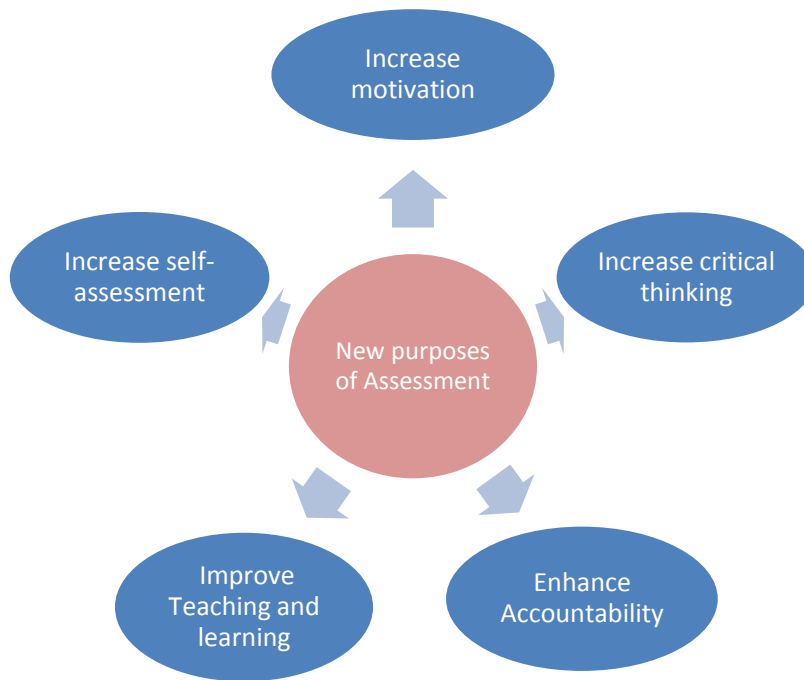 Increase
motivation
Increase self-
assessment
Increase critical
thinking
New purposes
of Assessment
Improve
Teaching and
learning
Enhance
Accountability